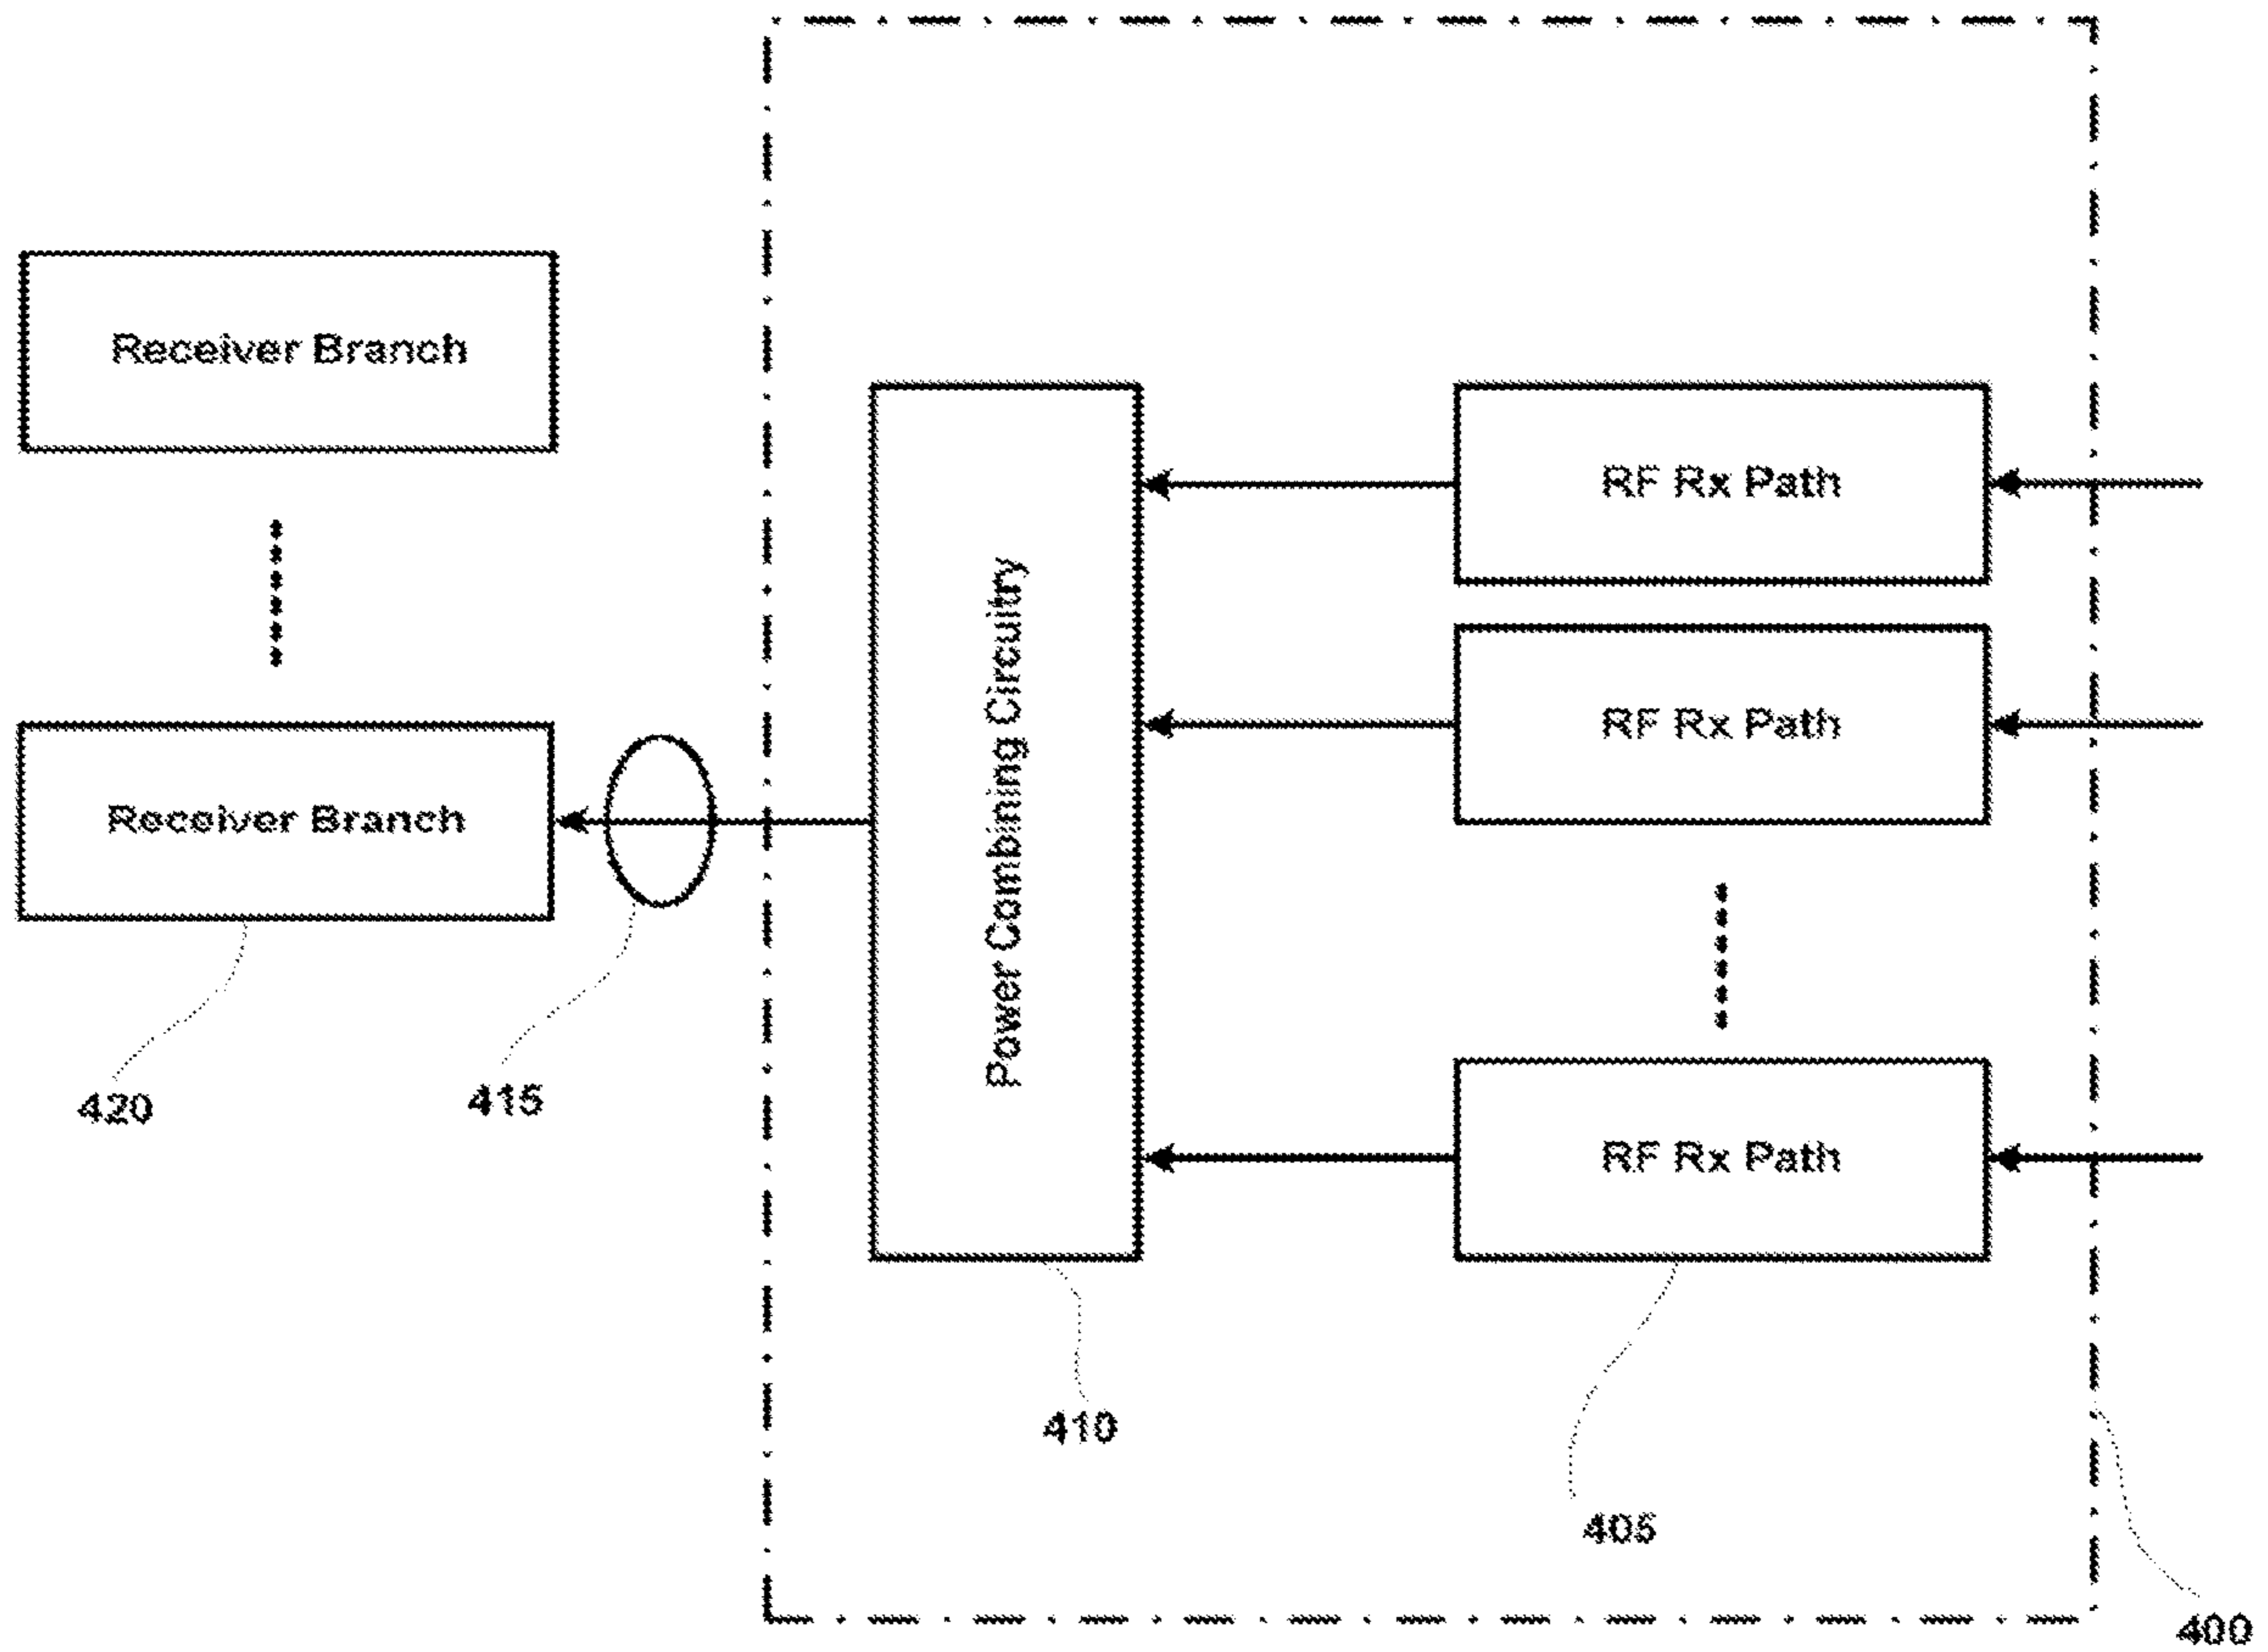 Receiver Branch
RF Rx Path
RF Rx Path
Receiver Branch
Power Combining Circuitry
420
415
RF Rx Path
410
405
400